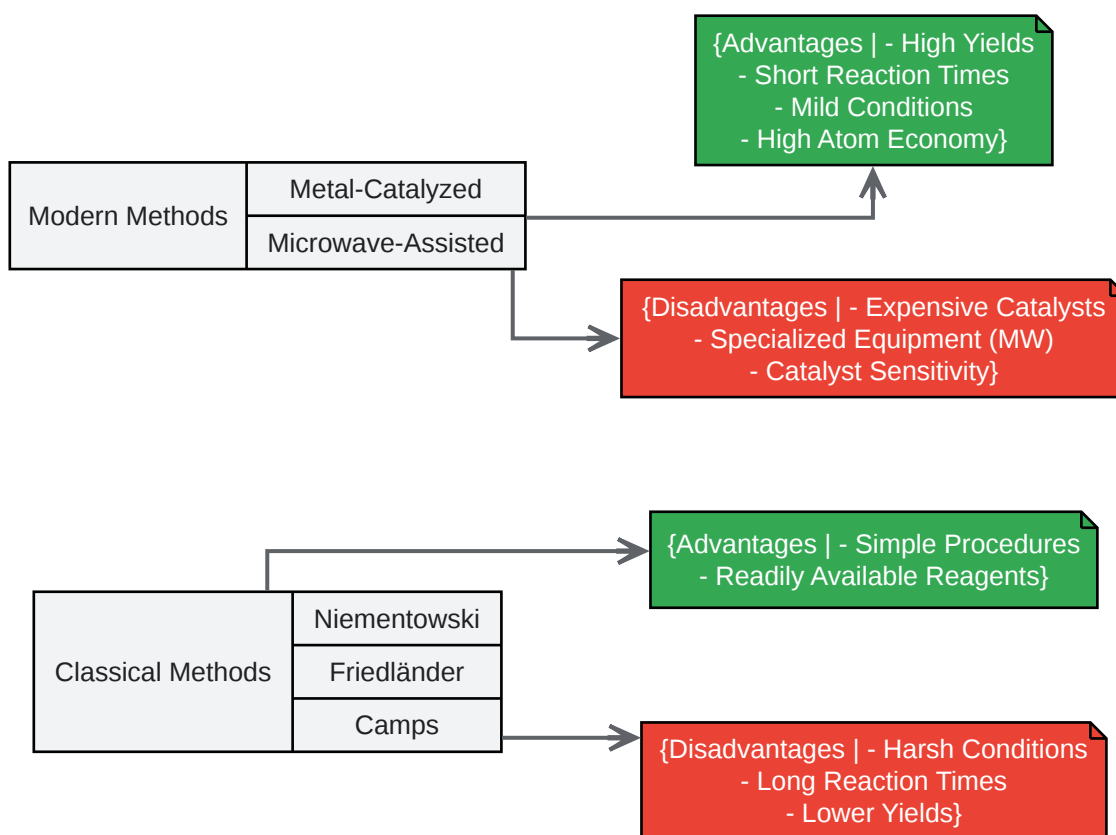 {Advantages | - High Yields
- Short Reaction Times
- Mild Conditions
- High Atom Economy}
Modern Methods
Metal-Catalyzed
Microwave-Assisted
{Disadvantages | - Expensive Catalysts
- Specialized Equipment (MW)
- Catalyst Sensitivity}
{Advantages | - Simple Procedures
- Readily Available Reagents}
Classical Methods
Niementowski
Friedländer
Camps
{Disadvantages | - Harsh Conditions
- Long Reaction Times
- Lower Yields}